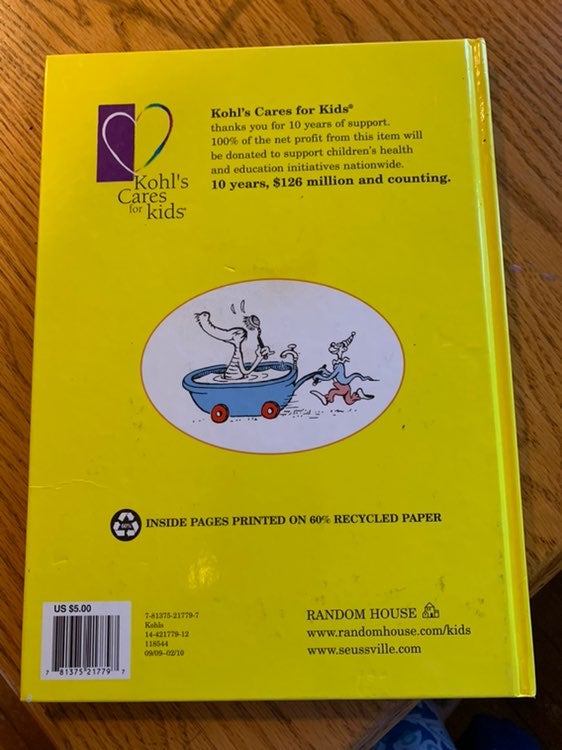 Kohl's
Cares
for kids®
Kohl's Cares for Kids®
thanks you for 10 years of support.
100% of the net profit from this item will
be donated to support children's health
and education initiatives nationwide.
10 years, $126 million and counting.
60%
INSIDE PAGES PRINTED ON 60% RECYCLED PAPER
US $5.00
7 81375 21779 7
7-81375-21779-7
Kohls
14-421779-12
118544
09/09–02/10
RANDOM HOUSE
www.randomhouse.com/kids
www.seussville.com